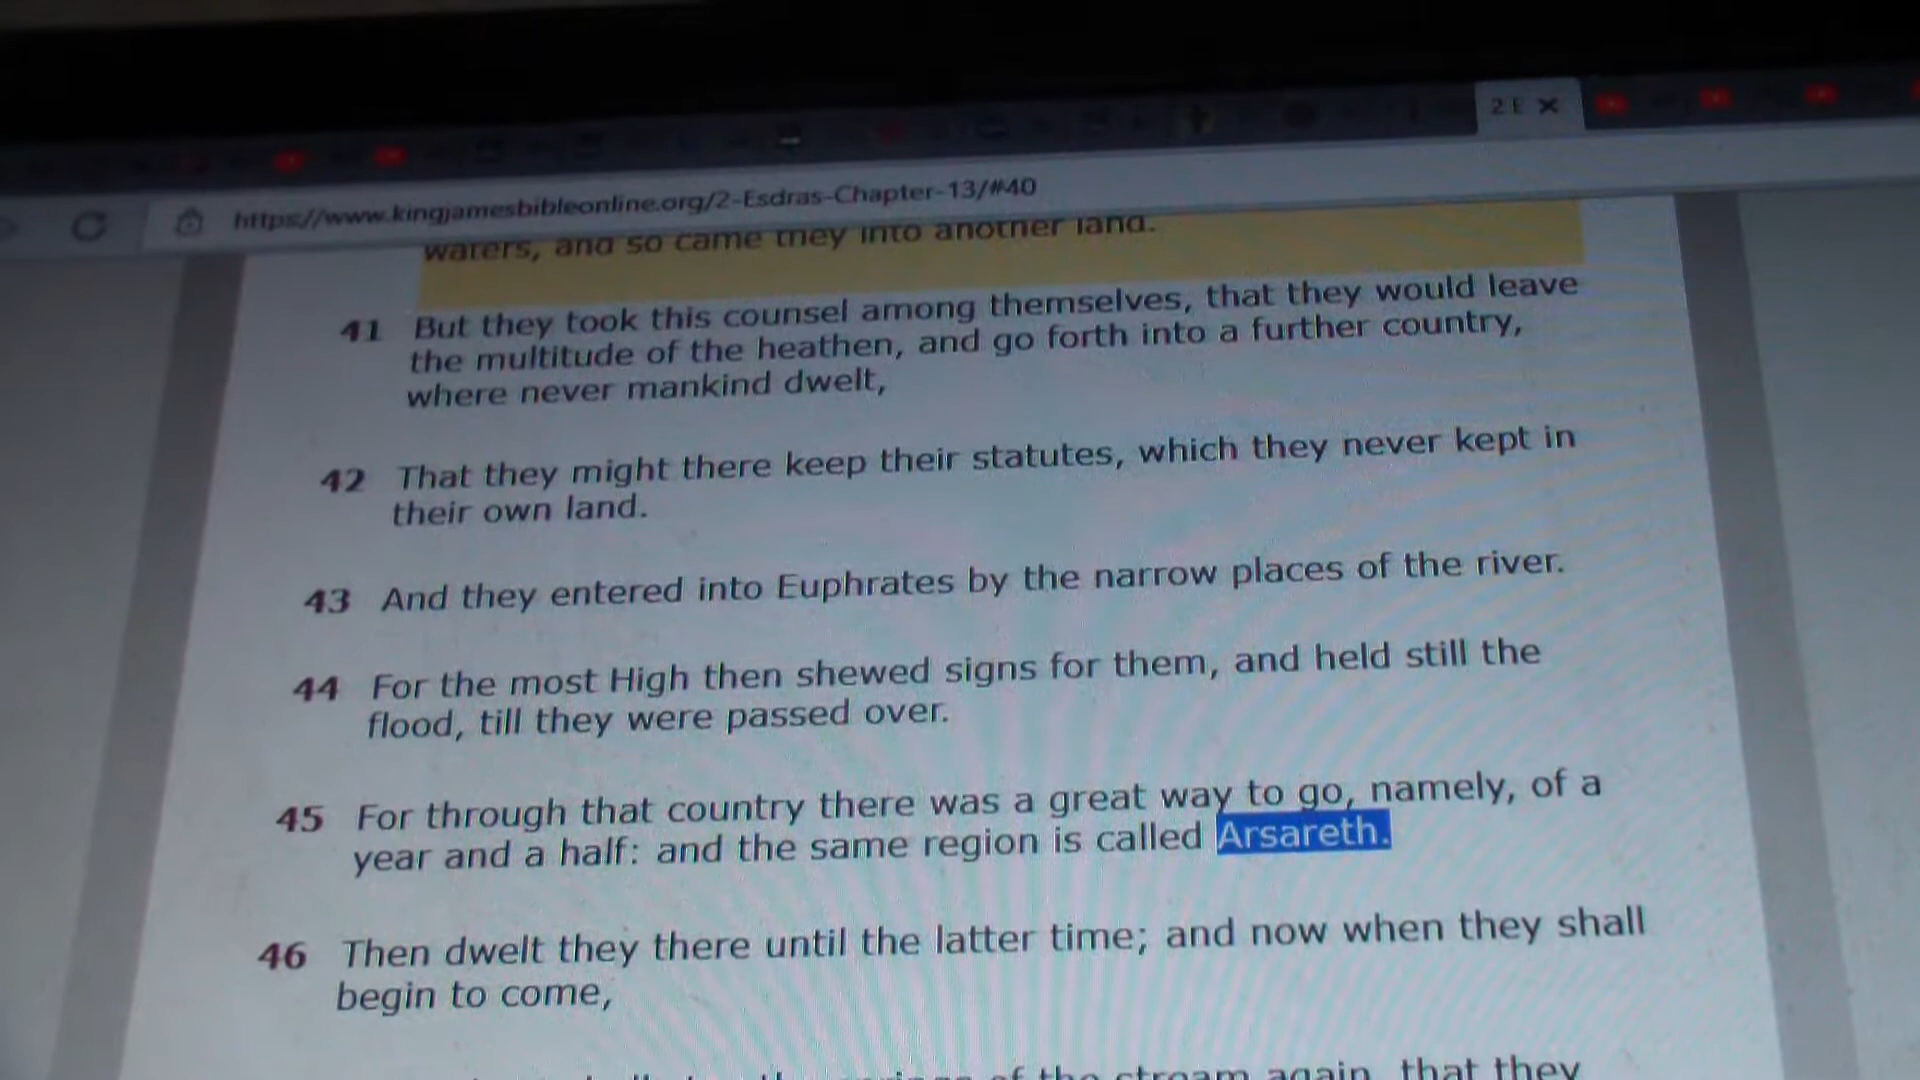 2 E
https://www.kingjamesbibleonline.org/2-Esdras-Chapter-13/#40
waters, and so came they into another land.
41 But they took this counsel among themselves, that they would leave
the multitude of the heathen, and go forth into a further country,
where never mankind dwelt,
42 That they might there keep their statutes, which they never kept in
their own land.
43 And they entered into Euphrates by the narrow places of the river.
44 For the most High then shewed signs for them, and held still the
flood, till they were passed over.
45 For through that country there was a great way to go, namely, of a
year and a half: and the same region is called Arsareth.
46 Then dwelt they there until the latter time; and now when they shall
begin to come,
of the stream again, that they